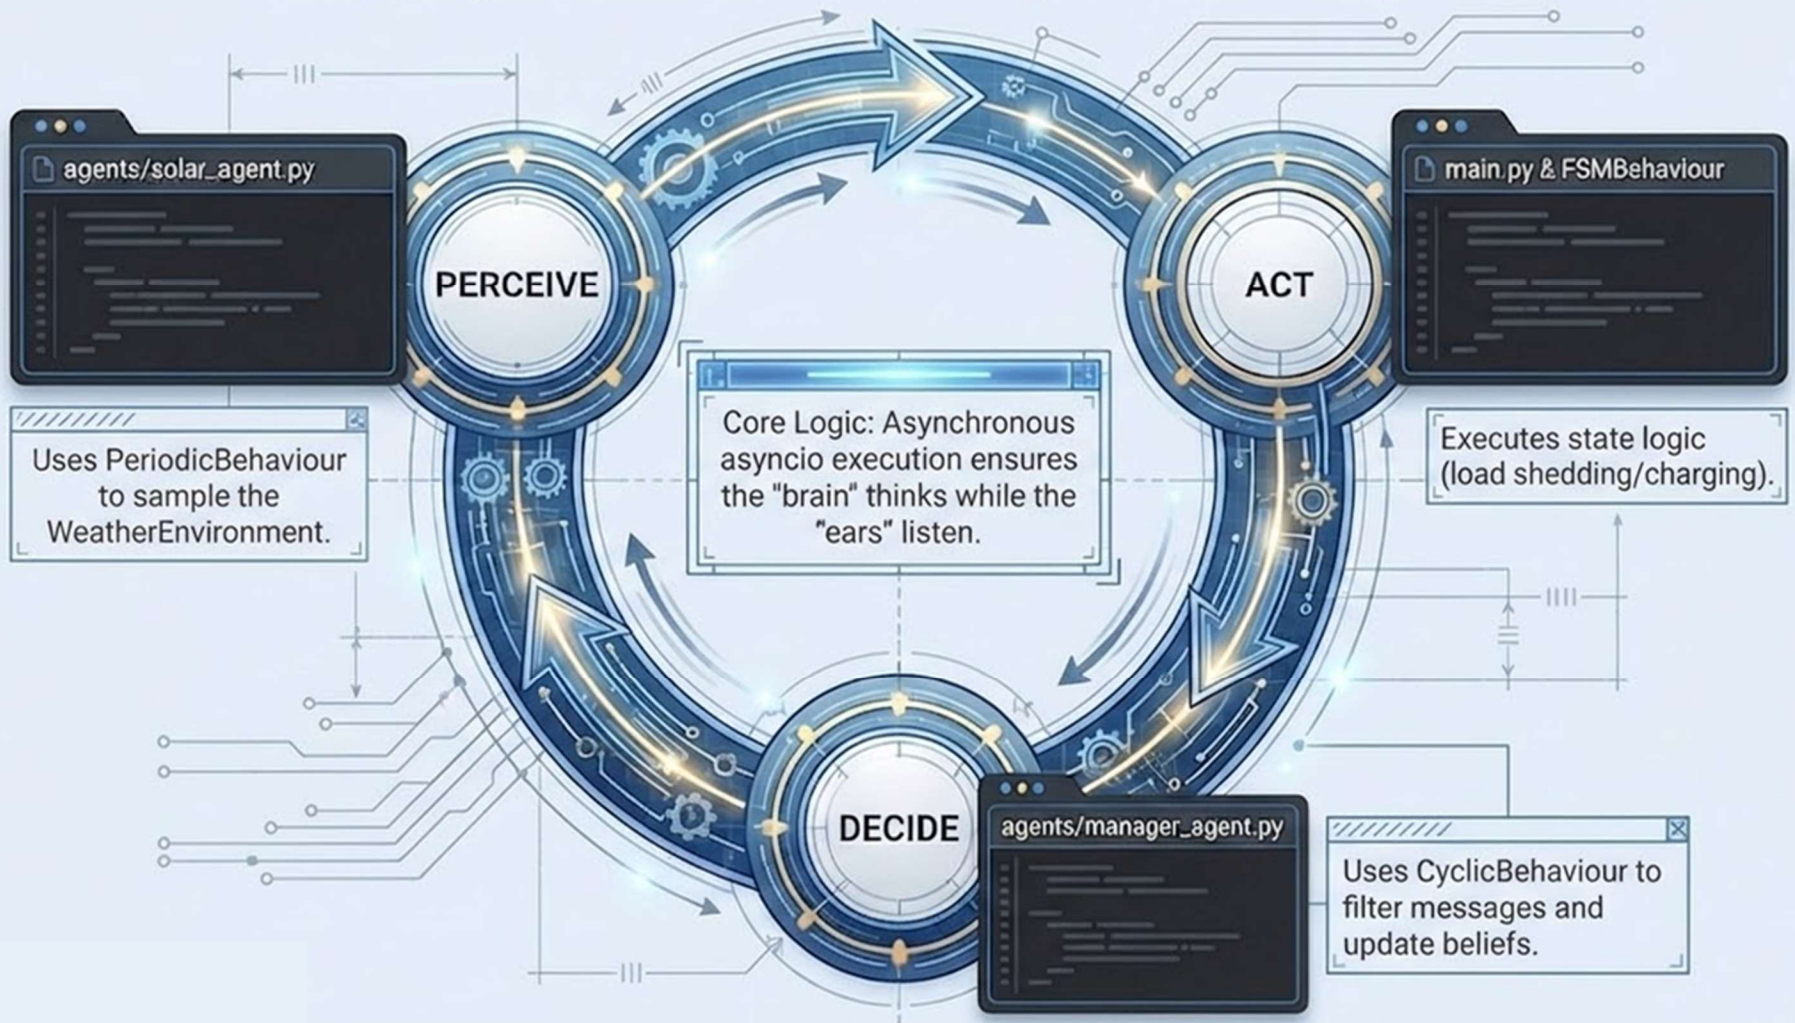 agents/solar_agent.py
main.py & FSMBehaviour
PERCEIVE
ACT
Uses PeriodicBehaviour
to sample the
WeatherEnvironment.
Core Logic: Asynchronous
asyncio execution ensures
the "brain" thinks while the
"ears" listen.
Executes state logic
(load shedding/charging).
DECIDE
agents/manager_agent.py
Uses CyclicBehaviour to
filter messages and
update beliefs.